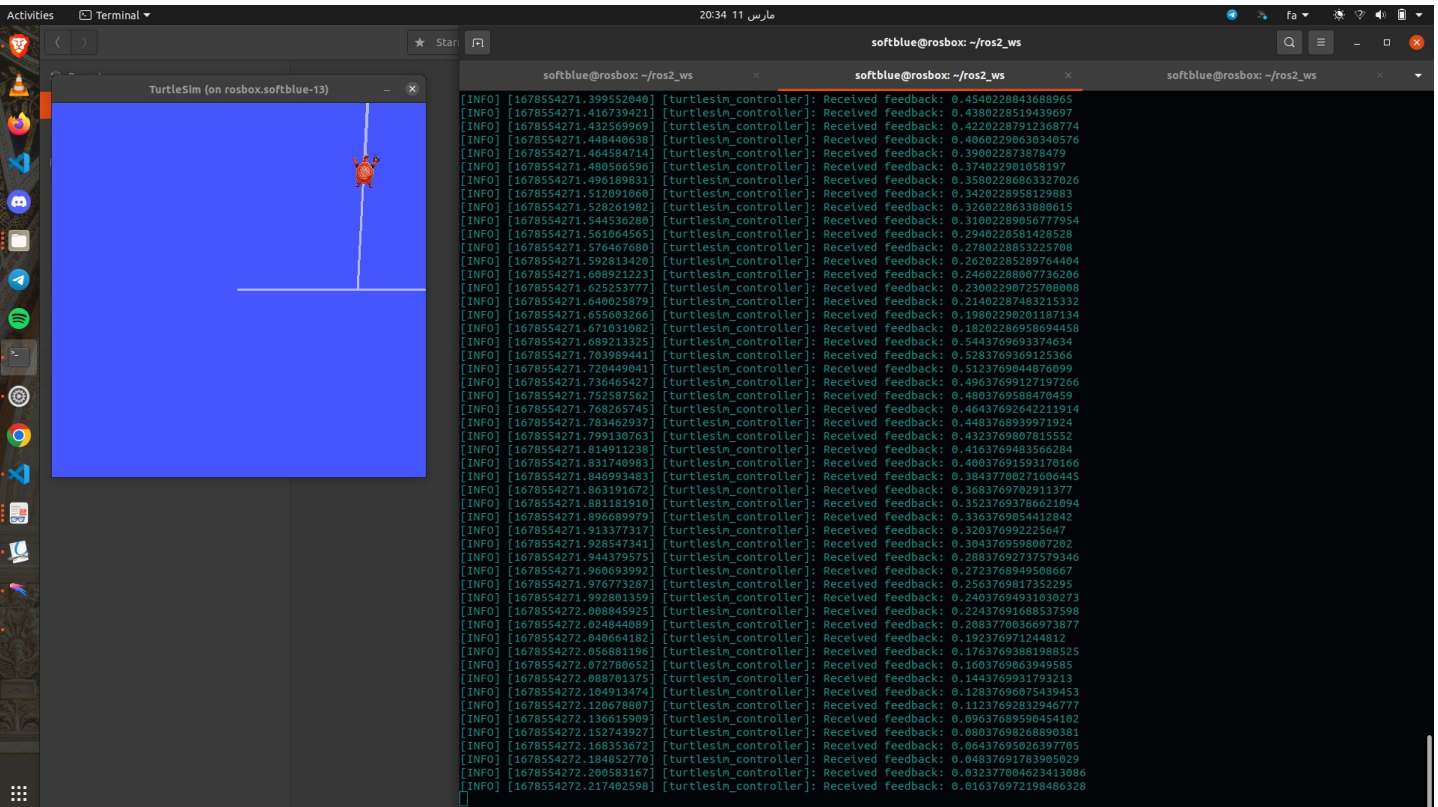 Activities
Terminal
20:34 11 مارس
fa
Star
softblue@rosbox: ~/ros2_ws
softblue@rosbox: ~/ros2_ws
softblue@rosbox: ~/ros2_ws
softblue@rosbox: ~/ros2_ws
TurtleSim (on rosbox.softblue-13)
[INFO] [1678554271.399552040] [turtlesim_controller]: Received feedback: 0.4540228843688965
[INFO] [1678554271.416739421] [turtlesim_controller]: Received feedback: 0.4380228519439697
[INFO] [1678554271.432569969] [turtlesim_controller]: Received feedback: 0.42202287912368774
[INFO] [1678554271.448440638] [turtlesim_controller]: Received feedback: 0.40602290630340576
[INFO] [1678554271.464584714] [turtlesim_controller]: Received feedback: 0.390022873878479
[INFO] [1678554271.480566596] [turtlesim_controller]: Received feedback: 0.374022901058197
[INFO] [1678554271.496189831] [turtlesim_controller]: Received feedback: 0.35802286863327026
[INFO] [1678554271.512091060] [turtlesim_controller]: Received feedback: 0.3420228958129883
[INFO] [1678554271.528261982] [turtlesim_controller]: Received feedback: 0.3260228633880615
[INFO] [1678554271.544536280] [turtlesim_controller]: Received feedback: 0.31002289056777954
[INFO] [1678554271.561064565] [turtlesim_controller]: Received feedback: 0.2940228581428528
[INFO] [1678554271.576467680] [turtlesim_controller]: Received feedback: 0.2780228853225708
[INFO] [1678554271.592813420] [turtlesim_controller]: Received feedback: 0.26202285289764404
[INFO] [1678554271.608921223] [turtlesim_controller]: Received feedback: 0.24602288007736206
[INFO] [1678554271.625253777] [turtlesim_controller]: Received feedback: 0.23002290725708008
[INFO] [1678554271.640025879] [turtlesim_controller]: Received feedback: 0.21402287483215332
[INFO] [1678554271.655603266] [turtlesim_controller]: Received feedback: 0.19802290201187134
[INFO] [1678554271.671031082] [turtlesim_controller]: Received feedback: 0.18202286958694458
[INFO] [1678554271.689213325] [turtlesim_controller]: Received feedback: 0.5443769693374634
[INFO] [1678554271.703989441] [turtlesim_controller]: Received feedback: 0.5283769369125366
[INFO] [1678554271.720449041] [turtlesim_controller]: Received feedback: 0.5123769044876099
[INFO] [1678554271.736465427] [turtlesim_controller]: Received feedback: 0.49637699127197266
[INFO] [1678554271.752587562] [turtlesim_controller]: Received feedback: 0.4803769588470459
[INFO] [1678554271.768265745] [turtlesim_controller]: Received feedback: 0.46437692642211914
[INFO] [1678554271.783462937] [turtlesim_controller]: Received feedback: 0.4483768939971924
[INFO] [1678554271.799130763] [turtlesim_controller]: Received feedback: 0.4323769807815552
[INFO] [1678554271.814911238] [turtlesim_controller]: Received feedback: 0.4163769483566284
[INFO] [1678554271.831740983] [turtlesim_controller]: Received feedback: 0.40037691593170166
[INFO] [1678554271.846993483] [turtlesim_controller]: Received feedback: 0.38437700271606445
[INFO] [1678554271.863191672] [turtlesim_controller]: Received feedback: 0.3683769702911377
[INFO] [1678554271.881181910] [turtlesim_controller]: Received feedback: 0.35237693786621094
[INFO] [1678554271.896689979] [turtlesim_controller]: Received feedback: 0.3363769054412842
[INFO] [1678554271.913377317] [turtlesim_controller]: Received feedback: 0.320376992225647
[INFO] [1678554271.928547341] [turtlesim_controller]: Received feedback: 0.3043769598007202
[INFO] [1678554271.944379575] [turtlesim_controller]: Received feedback: 0.28837692737579346
[INFO] [1678554271.960693992] [turtlesim_controller]: Received feedback: 0.2723768949508667
[INFO] [1678554271.976773287] [turtlesim_controller]: Received feedback: 0.2563769817352295
[INFO] [1678554271.992801359] [turtlesim_controller]: Received feedback: 0.24037694931030273
[INFO] [1678554272.008845925] [turtlesim_controller]: Received feedback: 0.22437691688537598
[INFO] [1678554272.024844089] [turtlesim_controller]: Received feedback: 0.20837700366973877
[INFO] [1678554272.040664182] [turtlesim_controller]: Received feedback: 0.192376971244812
[INFO] [1678554272.056881196] [turtlesim_controller]: Received feedback: 0.17637693881988525
[INFO] [1678554272.072780652] [turtlesim_controller]: Received feedback: 0.1603769063949585
[INFO] [1678554272.088701375] [turtlesim_controller]: Received feedback: 0.1443769931793213
[INFO] [1678554272.104913474] [turtlesim_controller]: Received feedback: 0.12837696075439453
[INFO] [1678554272.120678807] [turtlesim_controller]: Received feedback: 0.11237692832946777
[INFO] [1678554272.136615909] [turtlesim_controller]: Received feedback: 0.09637689590454102
[INFO] [1678554272.152743927] [turtlesim_controller]: Received feedback: 0.08037698268890381
[INFO] [1678554272.168353672] [turtlesim_controller]: Received feedback: 0.06437695026397705
[INFO] [1678554272.184852770] [turtlesim_controller]: Received feedback: 0.04837691783905029
[INFO] [1678554272.200583167] [turtlesim_controller]: Received feedback: 0.032377004623413086
[INFO] [1678554272.217402598] [turtlesim_controller]: Received feedback: 0.016376972198486328